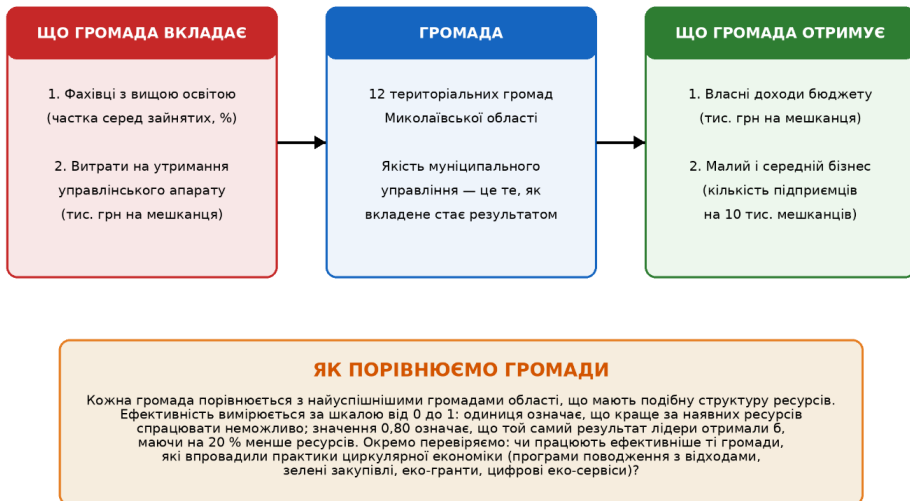 ЩО ГРОМАДА ВКЛАДАЄ
1. Фахівці з вищою освітою
(частка серед зайнятих, %)
2. Витрати на утримання
управлінського апарату
(тис. грн на мешканця)
ГРОМАДА
12 територіальних громад
Миколаївської області
Якість муніципального
управління — це те, як
вкладене стає результатом
ЩО ГРОМАДА ОТРИМУЄ
1. Власні доходи бюджету
(тис. грн на мешканця)
2. Малий і середній бізнес
(кількість підприємців
на 10 тис. мешканців)
ЯК ПОРІВНЮЄМО ГРОМАДИ
Кожна громада порівнюється з найуспішнішими громадами області, що мають подібну структуру ресурсів.
Ефективність вимірюється за шкалою від 0 до 1: одиниця означає, що краще за наявних ресурсів
спрацювати неможливо; значення 0,80 означає, що той самий результат лідери отримали б,
маючи на 20 % менше ресурсів. Окремо перевіряємо: чи працюють ефективніше ті громади,
які впровадили практики циркулярної економіки (програми поводження з відходами,
зелені закупівлі, еко-гранти, цифрові еко-сервіси)?